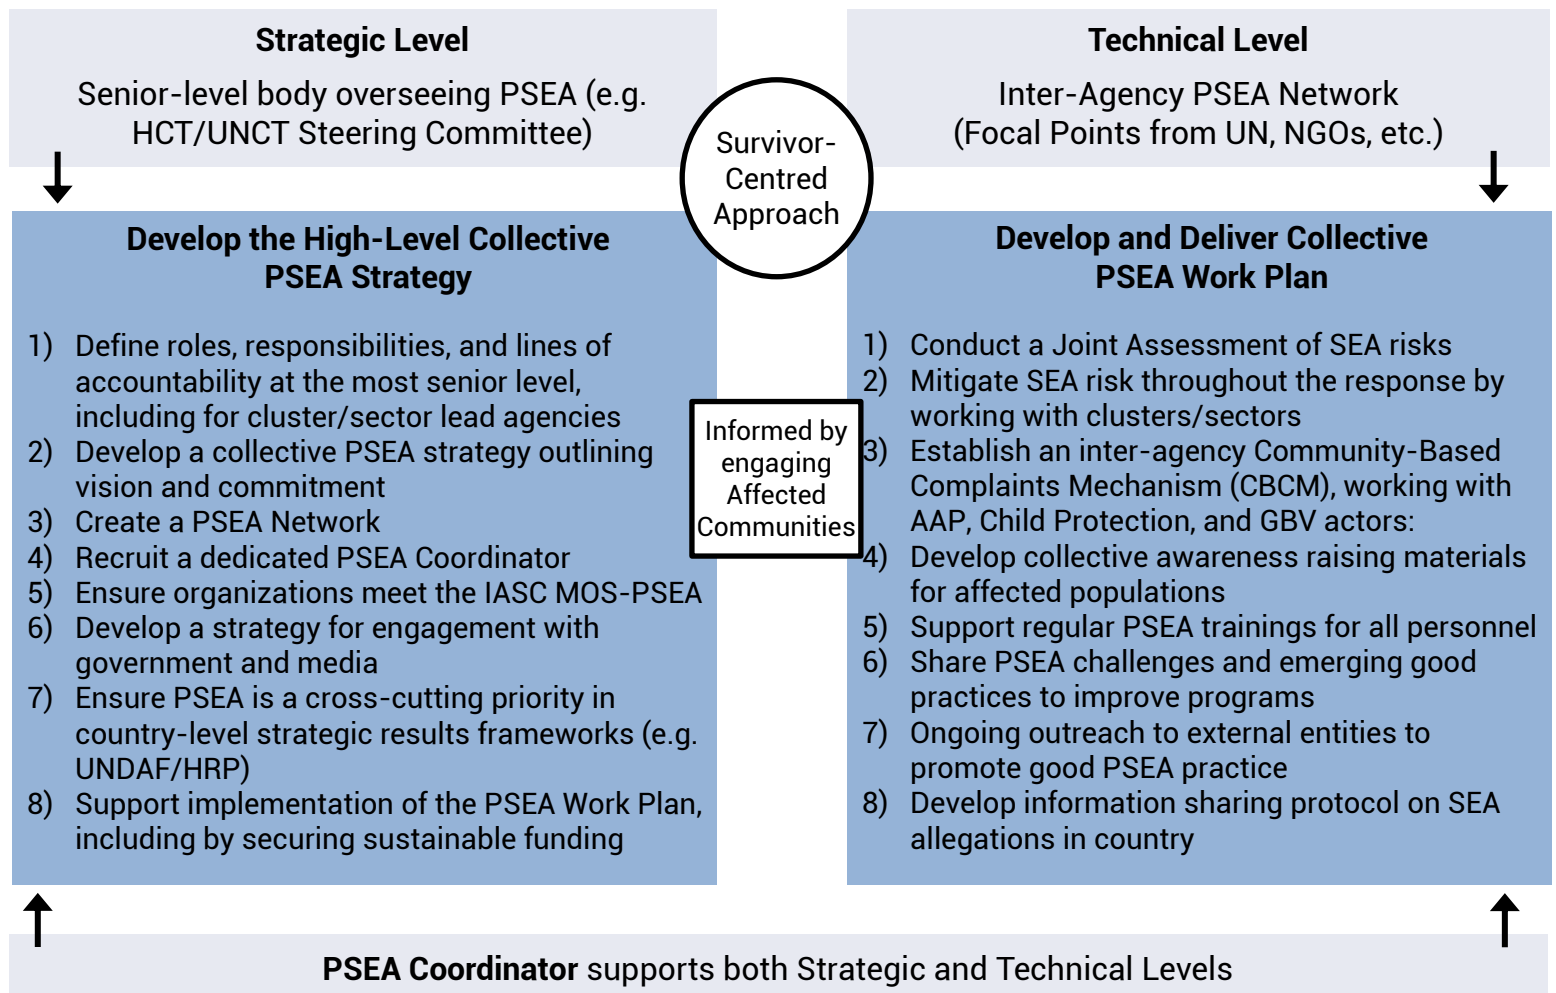 Strategic Level
Senior-level body overseeing PSEA (e.g.
HCT/UNCT Steering Committee)
Technical Level
Inter-Agency PSEA Network
(Focal Points from UN, NGOs, etc.)
Survivor-
Centred
Approach
Develop the High-Level Collective
PSEA Strategy
1) Define roles, responsibilities, and lines of
accountability at the most senior level,
including for cluster/sector lead agencies
2) Develop a collective PSEA strategy outlining
vision and commitment
3) Create a PSEA Network
4) Recruit a dedicated PSEA Coordinator
5) Ensure organizations meet the IASC MOS-PSEA
6) Develop a strategy for engagement with
government and media
7) Ensure PSEA is a cross-cutting priority in
country-level strategic results frameworks (e.g.
UNDAF/HRP)
8) Support implementation of the PSEA Work Plan,
including by securing sustainable funding
Informed by
engaging
Affected
Communities
Develop and Deliver Collective
PSEA Work Plan
1) Conduct a Joint Assessment of SEA risks
2) Mitigate SEA risk throughout the response by
working with clusters/sectors
3) Establish an inter-agency Community-Based
Complaints Mechanism (CBCM), working with
AAP, Child Protection, and GBV actors:
4) Develop collective awareness raising materials
for affected populations
5) Support regular PSEA trainings for all personnel
6) Share PSEA challenges and emerging good
practices to improve programs
7) Ongoing outreach to external entities to
promote good PSEA practice
8) Develop information sharing protocol on SEA
allegations in country
PSEA Coordinator supports both Strategic and Technical Levels